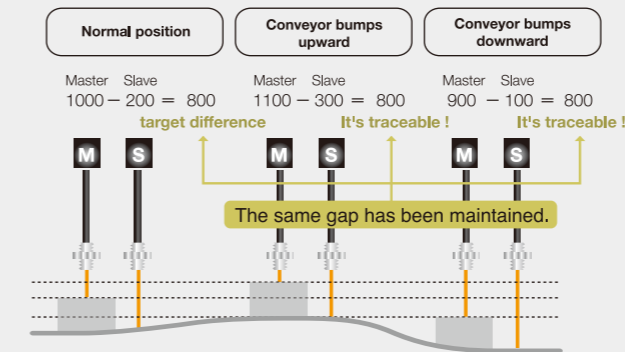 Normal position
Conveyor bumps
upward
Conveyor bumps
downward
Master Slave
1000 − 200 = 800
target difference
Master Slave
1100 − 300 = 800
It's traceable !
Master Slave
900 − 100 = 800
It's traceable !
M S
M S
M S
The same gap has been maintained.